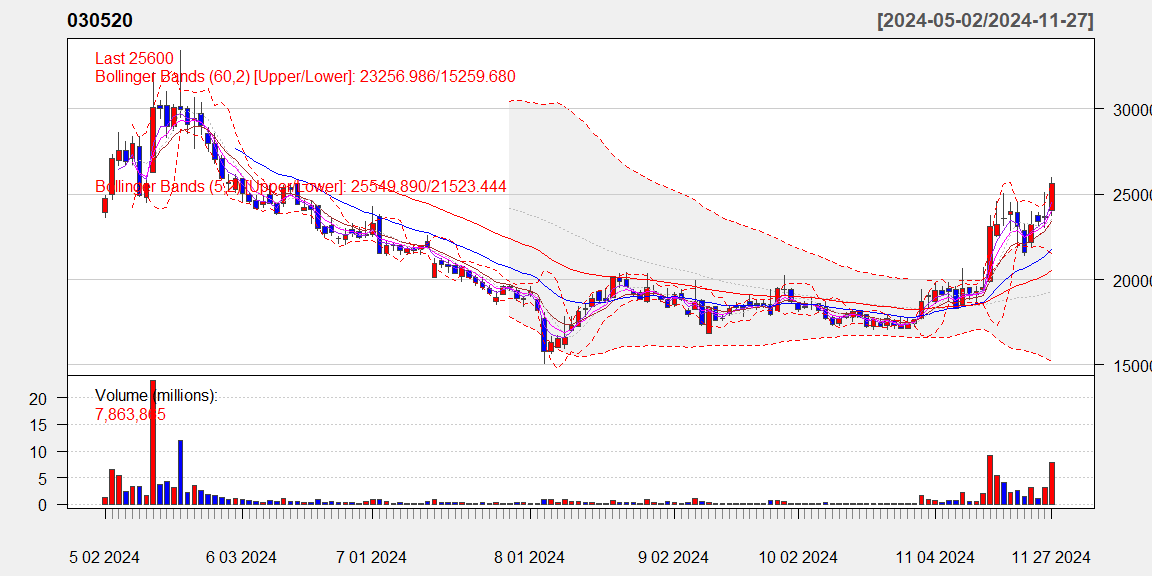 030520 [2024-05-02/2024-11-27]
Last 25600
Bollinger Bands (60,2) [Upper/Lower]: 23256.986/15259.680
30000
Bollinger Bands (5,2) [Upper/Lower]: 25549.890/21523.444
25000
20000
15000
Volume (millions):
7,863,865
20
15
10
5
0
5 02 2024 6 03 2024 7 01 2024 8 01 2024 9 02 2024 10 02 2024 11 04 2024 11 27 2024